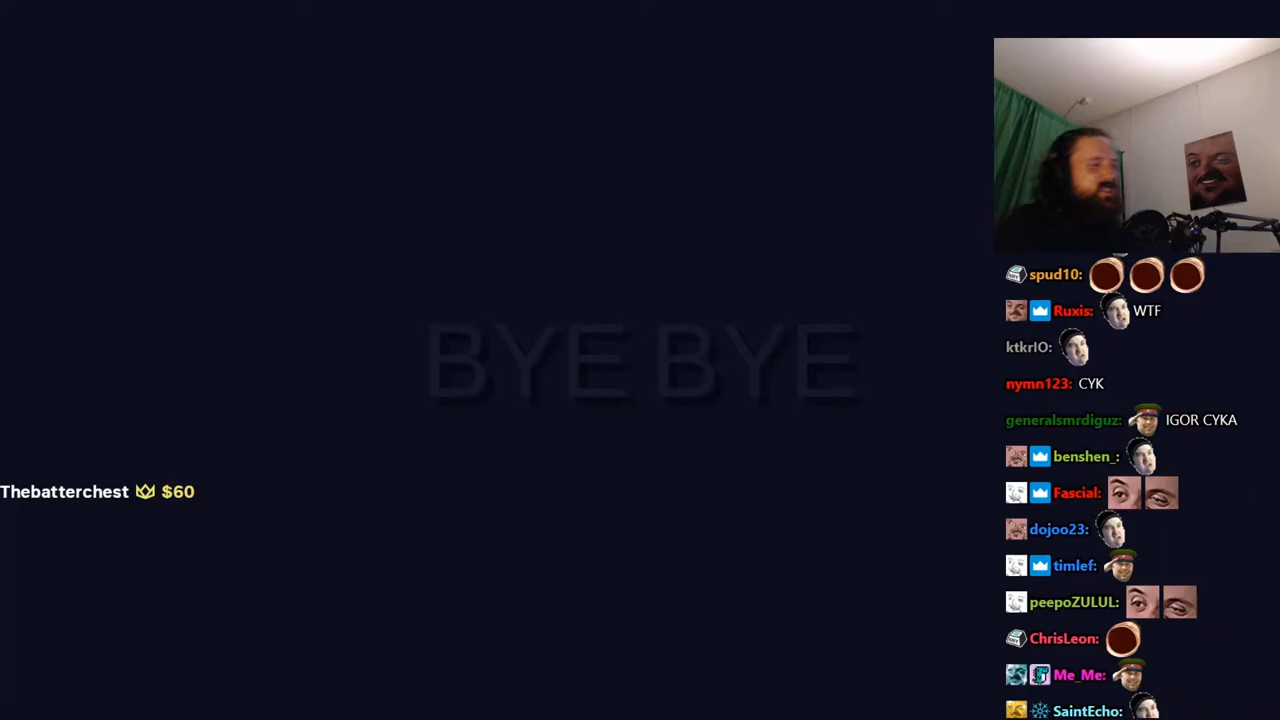 BYE BYE
Thebatterchest $60
spud10:
Ruxis: WTF
ktkrIO:
nymn123: CYK
generalsmrdiguz: IGOR CYKA
benshen_:
Fascial:
dojoo23:
timlef:
peepoZULUL:
ChrisLeon:
Me_Me:
SaintEcho: